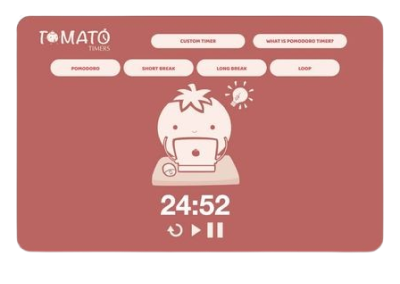 TOMATO
TIMERS
CUSTOM TIMER
WHAT IS POMODORO TIMER?
POMODORO
SHORT BREAK
LONG BREAK
LOOP
24:52